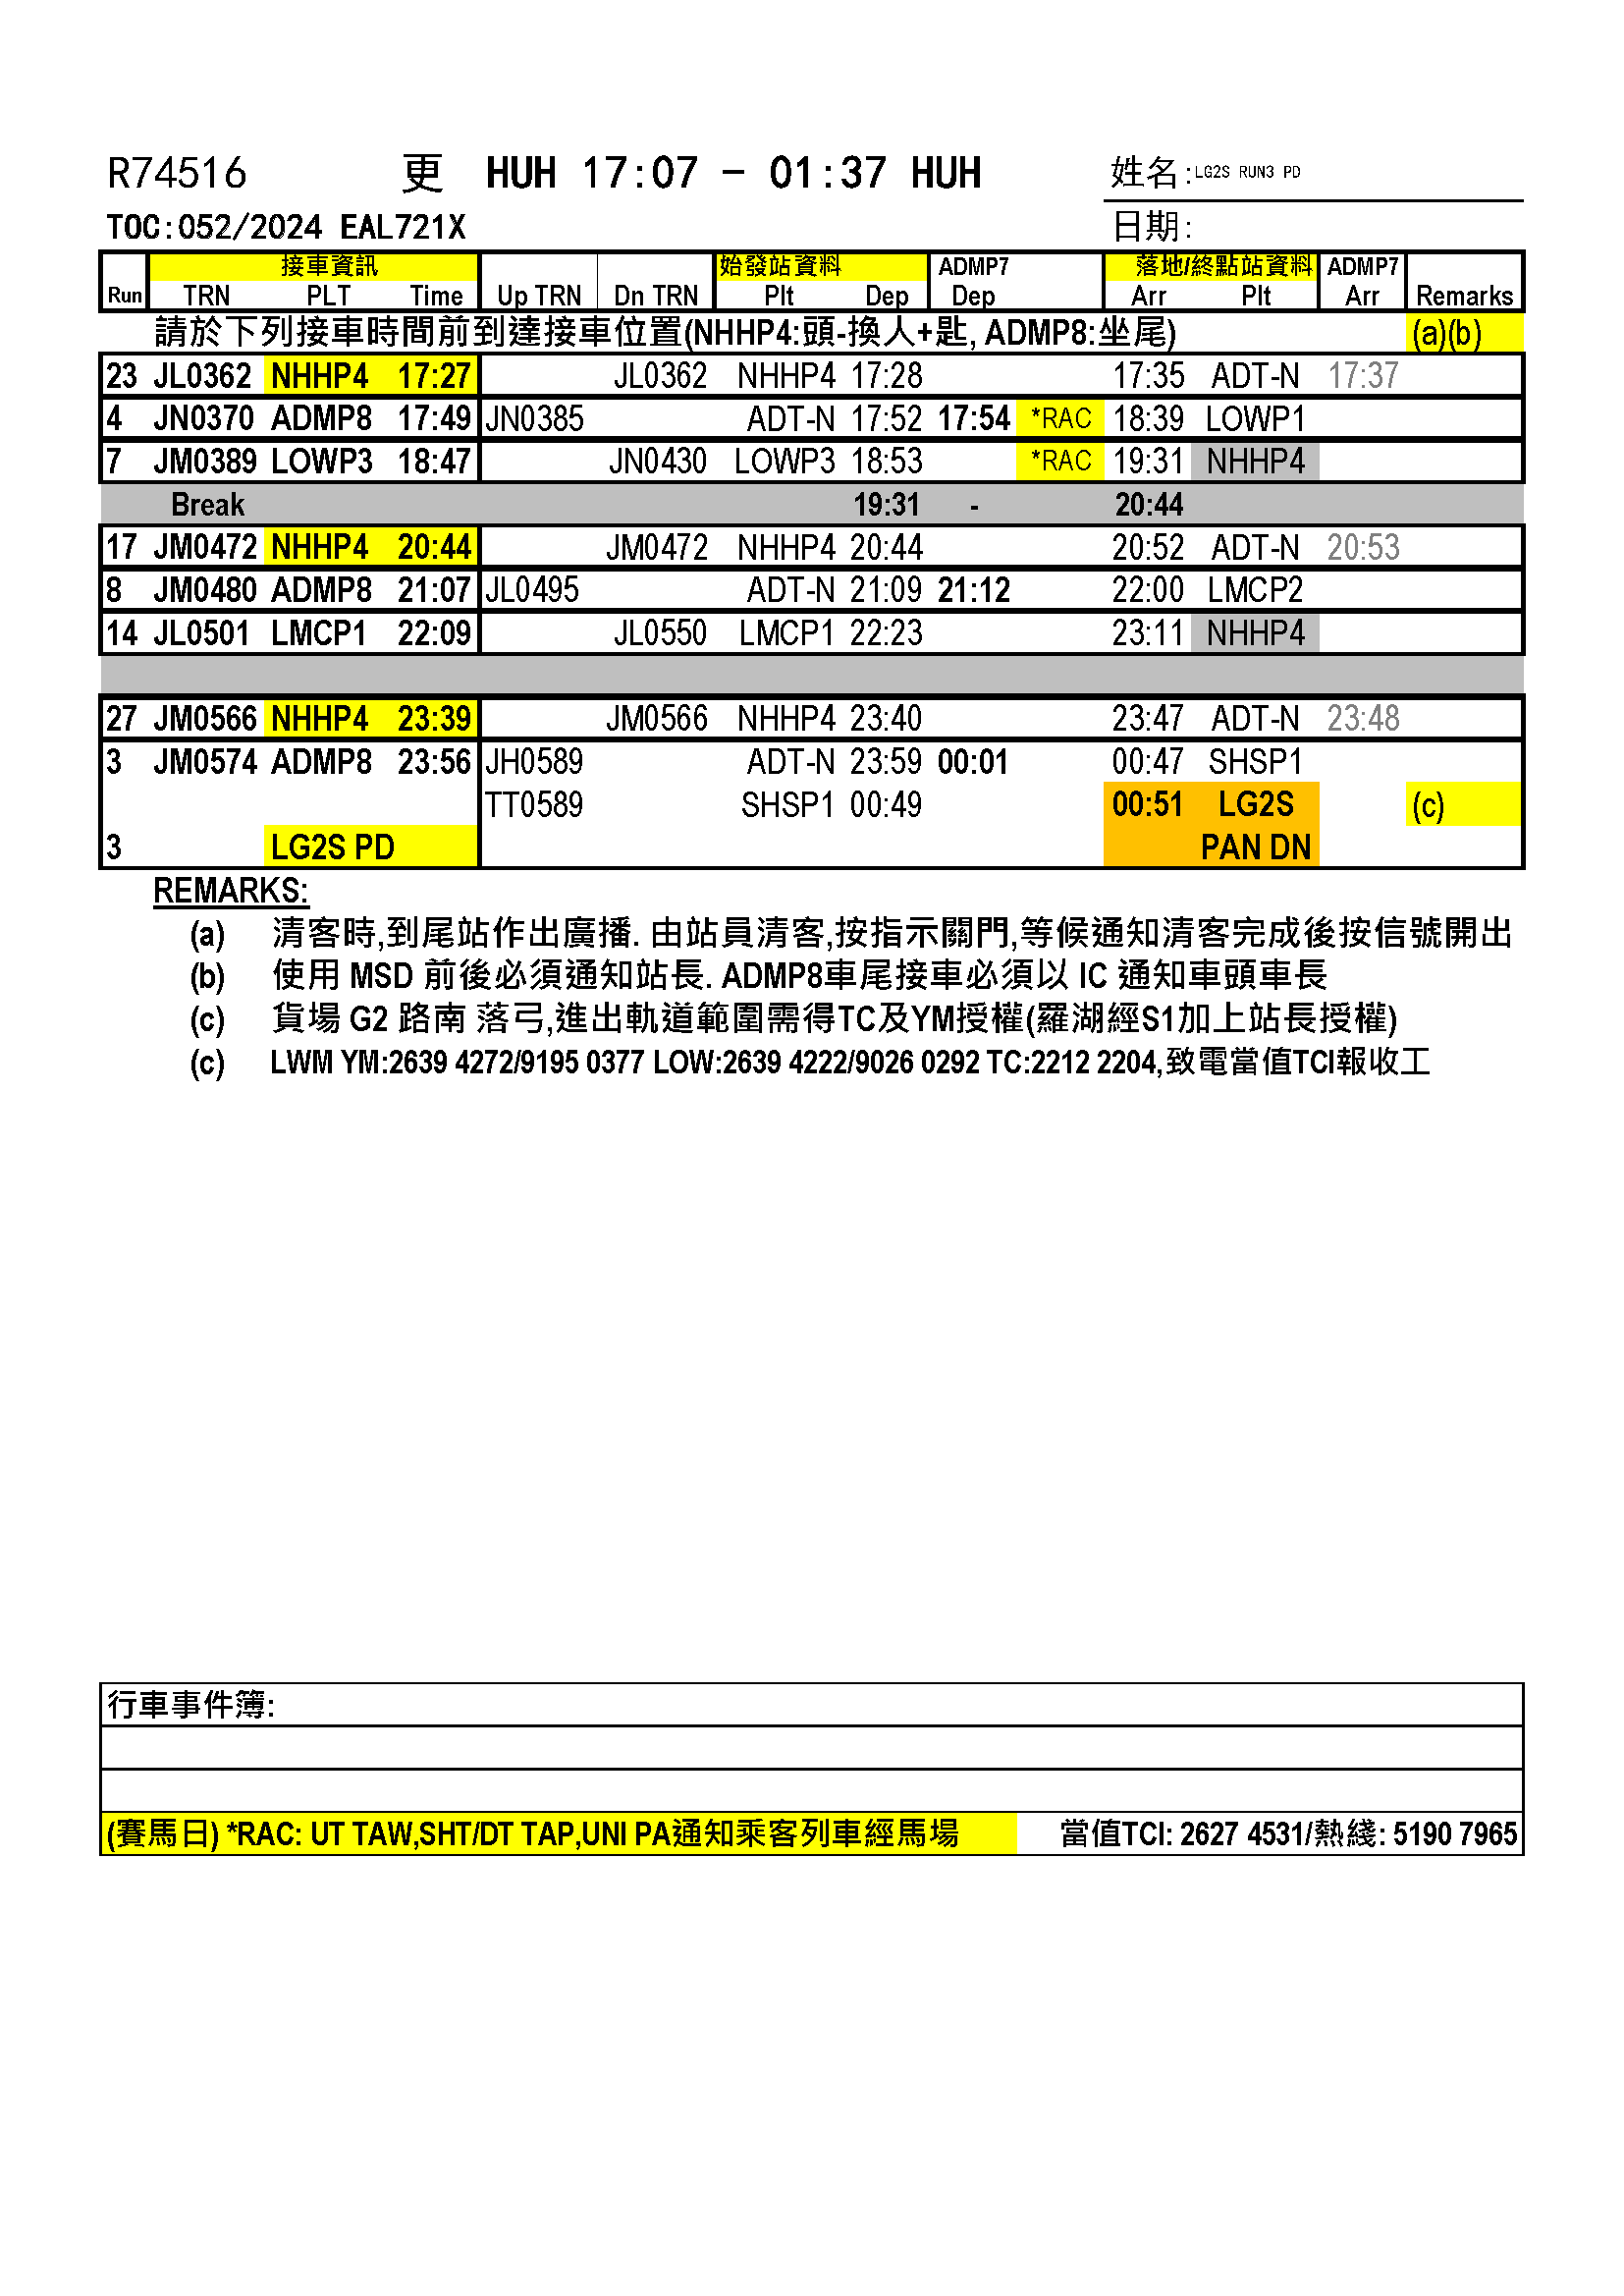 R74516 更 HUH 17:07 - 01:37 HUH 姓名:LG2S RUN3 PD
TOC:052/2024 EAL721X 日期:
接車資訊 始發站資料 ADMP7 落地/終點站資料 ADMP7
Run TRN PLT Time Up TRN Dn TRN Plt Dep Dep Arr Plt Arr Remarks
請於下列接車時間前到達接車位置(NHHP4:頭-換人+匙, ADMP8:坐尾) (a)(b)
23 JL0362 NHHP4 17:27 JL0362 NHHP4 17:28 17:35 ADT-N 17:37
4 JN0370 ADMP8 17:49 JN0385 ADT-N 17:52 17:54 *RAC 18:39 LOWP1
7 JM0389 LOWP3 18:47 JN0430 LOWP3 18:53 *RAC 19:31 NHHP4
Break 19:31 - 20:44
17 JM0472 NHHP4 20:44 JM0472 NHHP4 20:44 20:52 ADT-N 20:53
8 JM0480 ADMP8 21:07 JL0495 ADT-N 21:09 21:12 22:00 LMCP2
14 JL0501 LMCP1 22:09 JL0550 LMCP1 22:23 23:11 NHHP4
27 JM0566 NHHP4 23:39 JM0566 NHHP4 23:40 23:47 ADT-N 23:48
3 JM0574 ADMP8 23:56 JH0589 ADT-N 23:59 00:01 00:47 SHSP1
TT0589 SHSP1 00:49 00:51 LG2S (c)
3 LG2S PD PAN DN
REMARKS:
(a) 清客時,到尾站作出廣播. 由站員清客,按指示關門,等候通知清客完成後按信號開出
(b) 使用 MSD 前後必須通知站長. ADMP8車尾接車必須以 IC 通知車頭車長
(c) 貨場 G2 路南 落弓,進出軌道範圍需得TC及YM授權(羅湖經S1加上站長授權)
(c) LWM YM:2639 4272/9195 0377 LOW:2639 4222/9026 0292 TC:2212 2204,致電當值TCI報收工
行車事件簿:
(賽馬日) *RAC: UT TAW,SHT/DT TAP,UNI PA通知乘客列車經馬場 當值TCI: 2627 4531/熱綫: 5190 7965